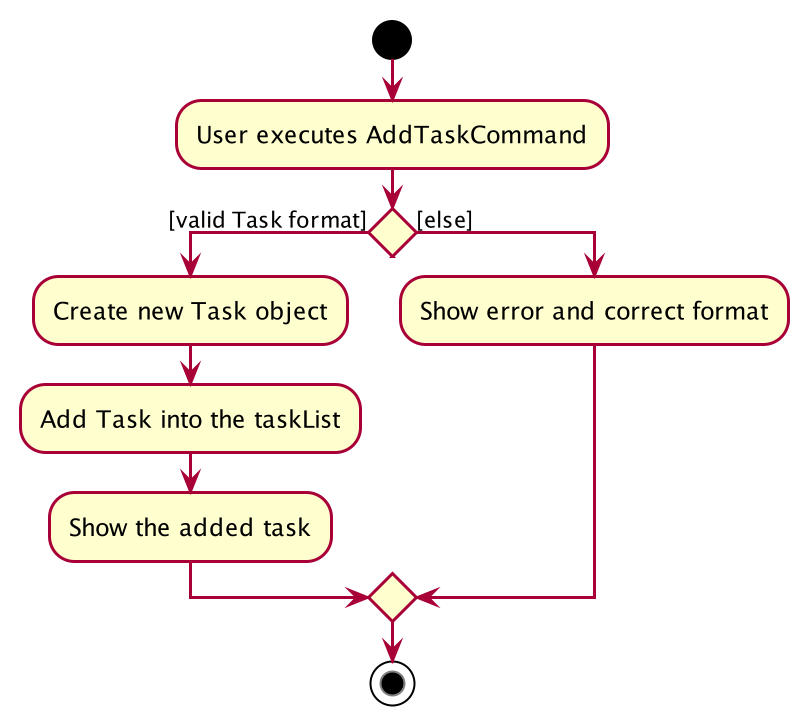 User executes AddTaskCommand
[valid Task format]
[else]
Create new Task object
Show error and correct format
Add Task into the taskList
Show the added task